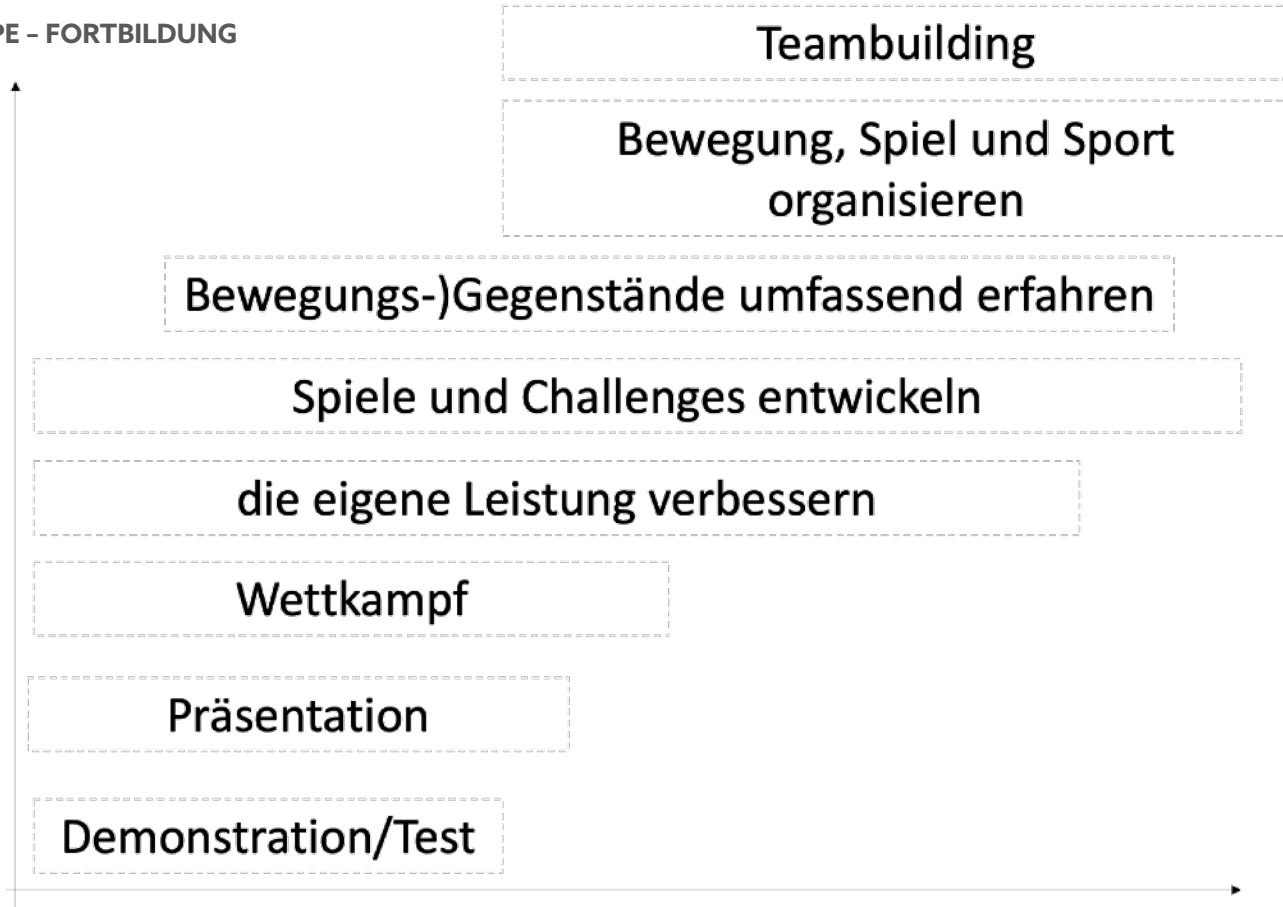 PE – FORTBILDUNG
Teambuilding
Bewegung, Spiel und Sport
organisieren
Bewegungs-)Gegenstände umfassend erfahren
Spiele und Challenges entwickeln
die eigene Leistung verbessern
Wettkampf
Präsentation
Demonstration/Test